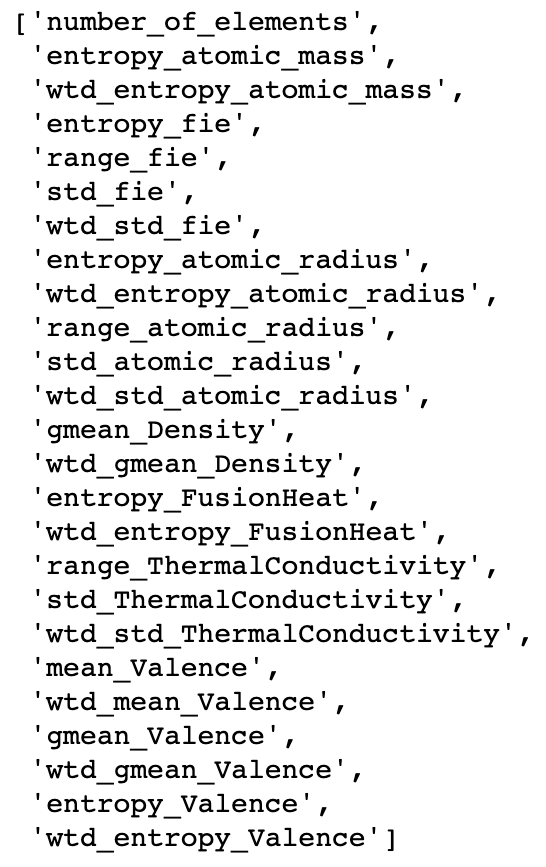 ['number_of_elements',
'entropy_atomic_mass',
'wtd_entropy_atomic_mass',
'entropy_fie',
'range_fie',
'std_fie',
'wtd_std_fie',
'entropy_atomic_radius',
'wtd_entropy_atomic_radius',
'range_atomic_radius',
'std_atomic_radius',
'wtd_std_atomic_radius',
'gmean_Density',
'wtd_gmean_Density',
'entropy_FusionHeat',
'wtd_entropy_FusionHeat',
'range_ThermalConductivity',
'std_ThermalConductivity',
'wtd_std_ThermalConductivity',
'mean_Valence',
'wtd_mean_Valence',
'gmean_Valence',
'wtd_gmean_Valence',
'entropy_Valence',
'wtd_entropy_Valence']